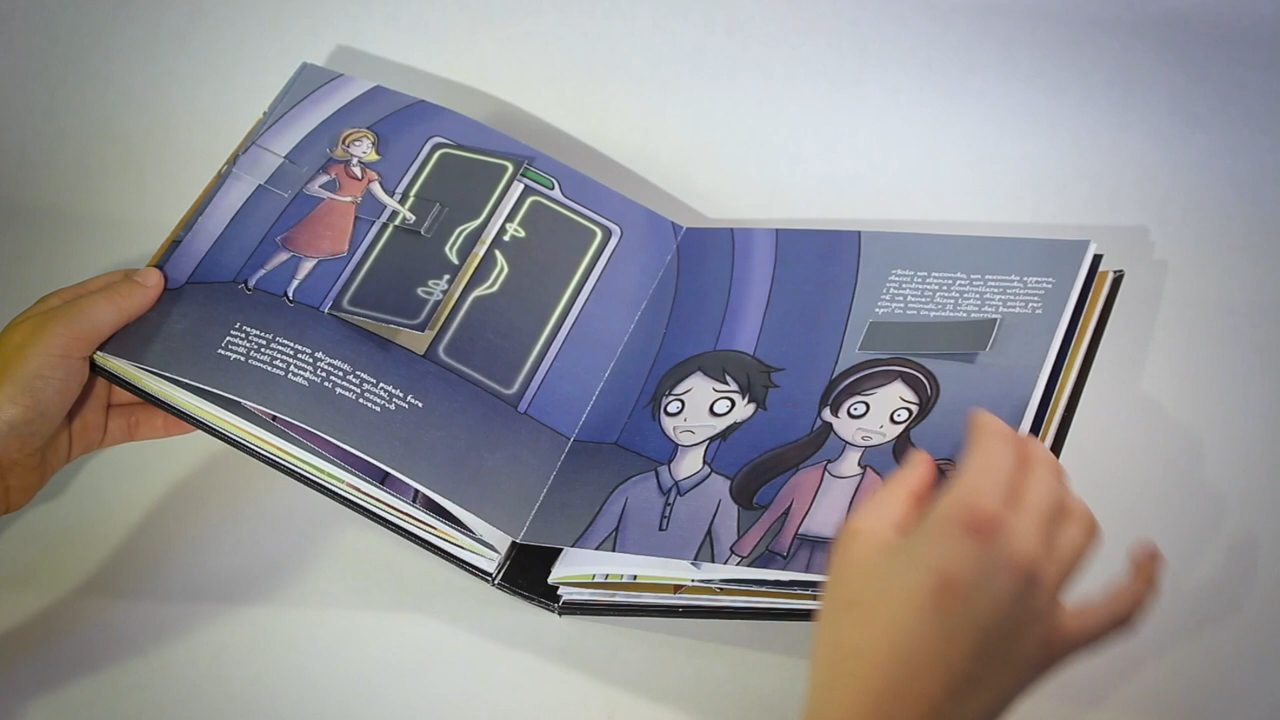 I ragazzi rimasero sbigottiti: «Non potete fare
una cosa simile alla stanza dei giochi, non
potete!» esclamarono. La mamma osservò
volti tristi dei bambini ai quali aveva
sempre concesso tutto.
«Solo un secondo, un secondo appena,
dacci la stanza per un secondo, anche
voi entrerete a controllare» urlarono
i bambini in preda alla disperazione.
«E va bene» disse Lydia «ma solo per
cinque minuti.» Il volto dei bambini si
aprì in un inquietante sorriso.